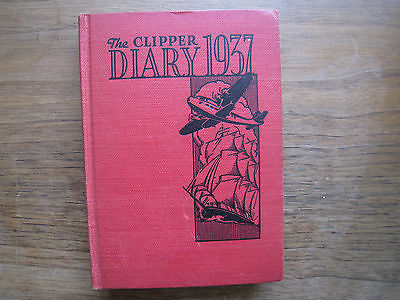 The CLIPPER
DIARY 1937